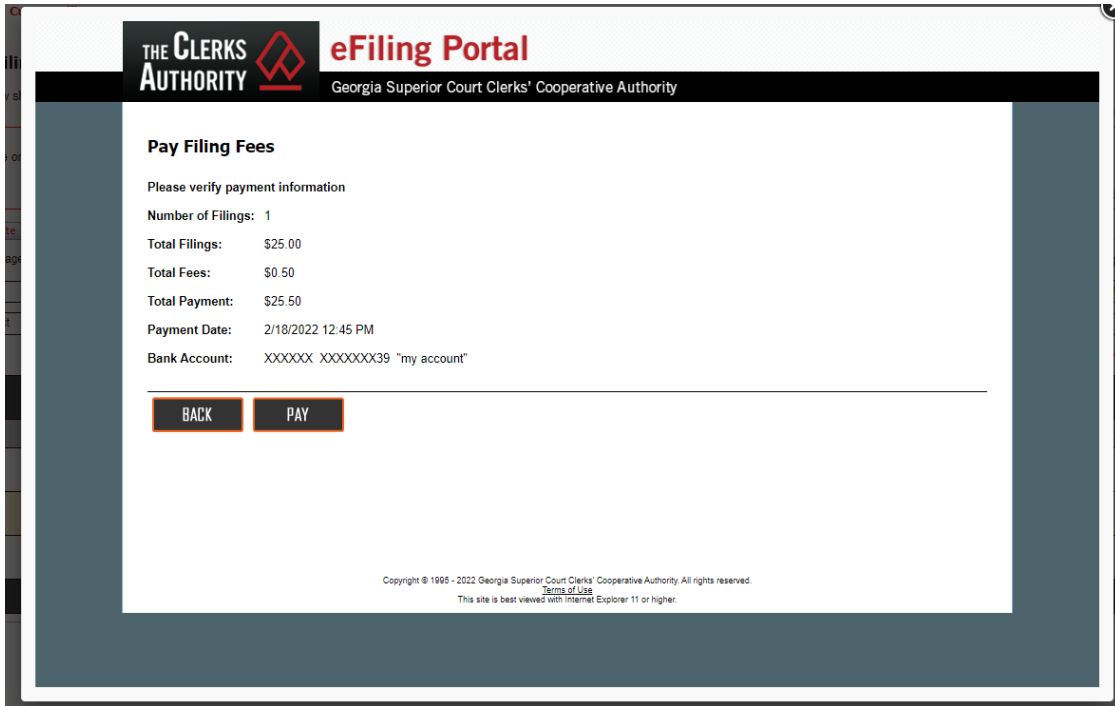 THE CLERKS
AUTHORITY
eFiling Portal
Georgia Superior Court Clerks' Cooperative Authority
Pay Filing Fees
Please verify payment information
Number of Filings: 1
Total Filings: $25.00
Total Fees: $0.50
Total Payment: $25.50
Payment Date: 2/18/2022 12:45 PM
Bank Account: XXXXXX XXXXXXX39 "my account"
BACK PAY
Copyright © 1995 - 2022 Georgia Superior Court Clerks' Cooperative Authority. All rights reserved.
Terms of Use
This site is best viewed with Internet Explorer 11 or higher.